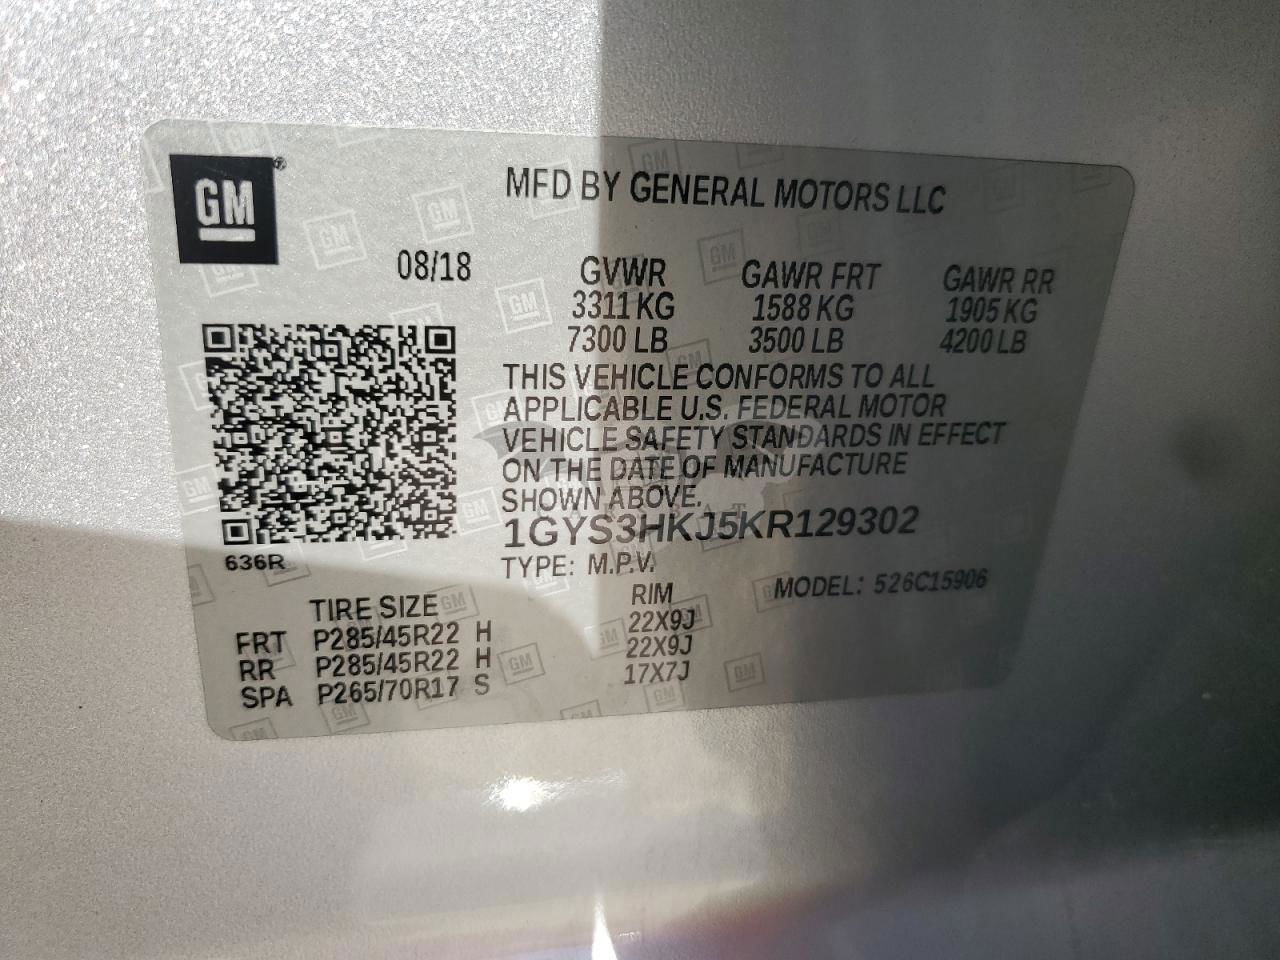 GM
MFD BY GENERAL MOTORS LLC
08/18
GVWR GAWR FRT GAWR RR
3311 KG 1588 KG 1905 KG
7300 LB 3500 LB 4200 LB
THIS VEHICLE CONFORMS TO ALL
APPLICABLE U.S. FEDERAL MOTOR
VEHICLE SAFETY STANDARDS IN EFFECT
ON THE DATE OF MANUFACTURE
SHOWN ABOVE.
1GYS3HKJ5KR129302
TYPE: M.P.V.
636R
MODEL: 526C15906
TIRE SIZE RIM
FRT P285/45R22 H 22X9J
RR P285/45R22 H 22X9J
SPA P265/70R17 S 17X7J